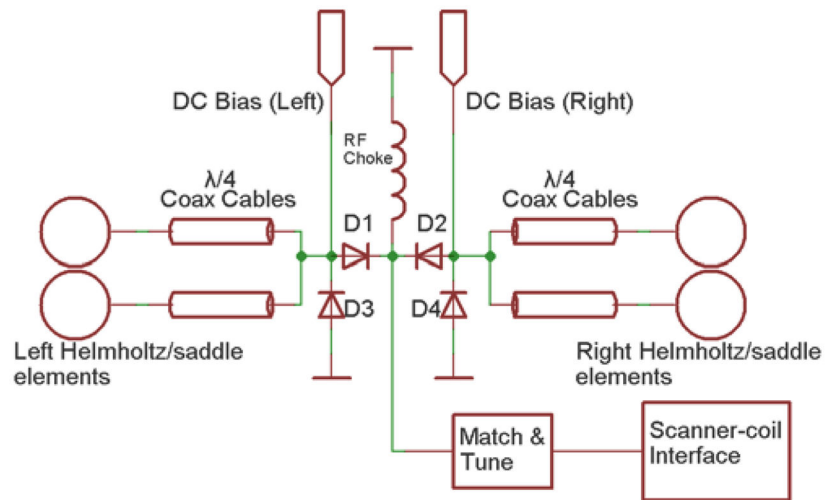 DC Bias (Left)
DC Bias (Right)
RF
Choke
λ/4
Coax Cables
λ/4
Coax Cables
D1
D2
D3
D4
Left Helmholtz/saddle
elements
Right Helmholtz/saddle
elements
Match &
Tune
Scanner-coil
Interface